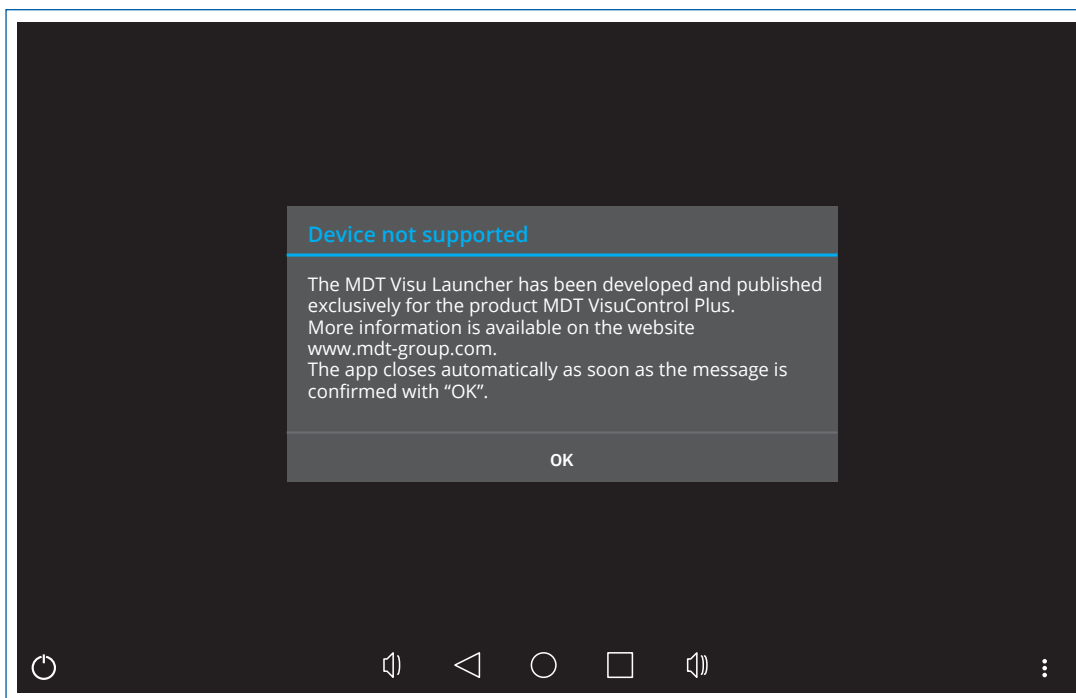 Device not supported
The MDT Visu Launcher has been developed and published
exclusively for the product MDT VisuControl Plus.
More information is available on the website
www.mdt-group.com.
The app closes automatically as soon as the message is
confirmed with “OK”.
OK